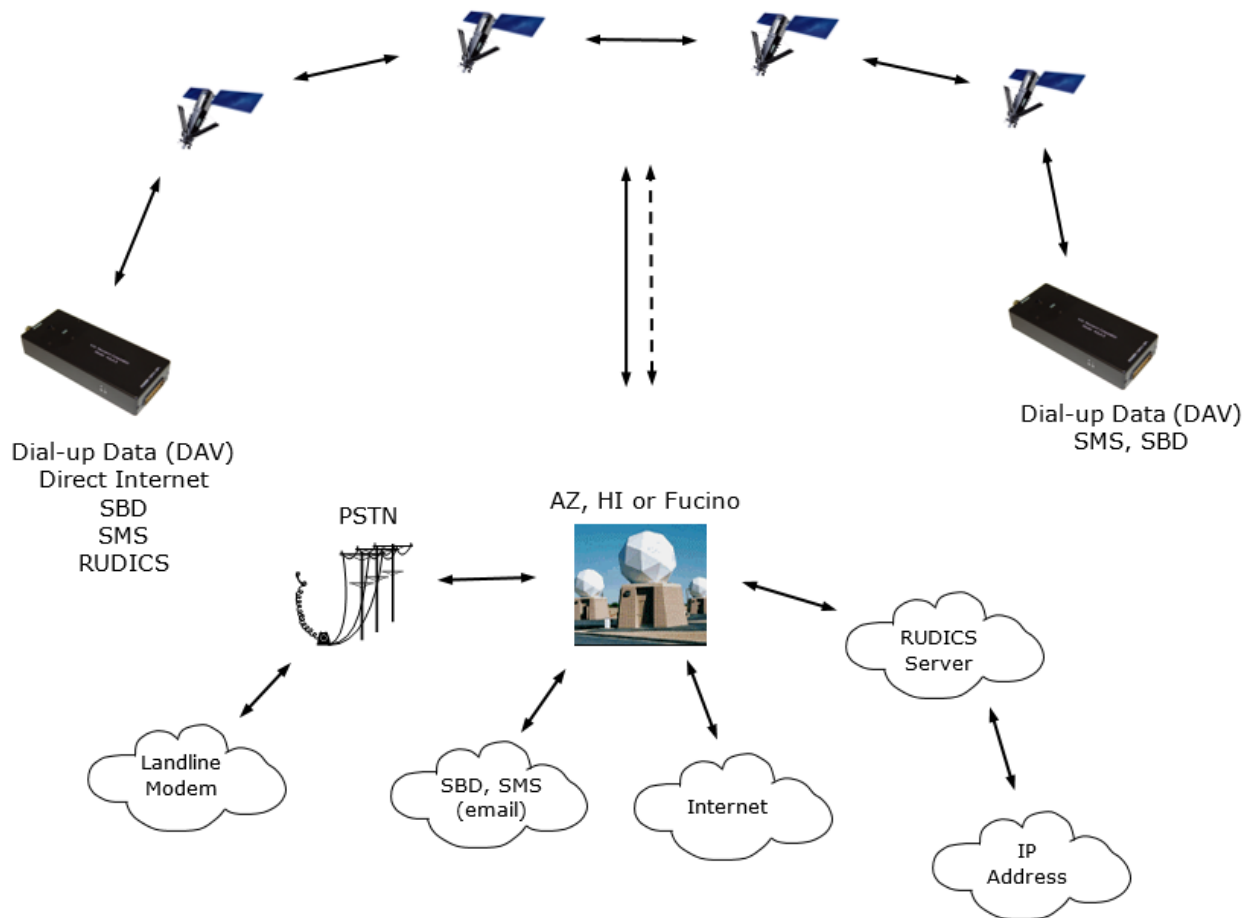 Dial-up Data (DAV)
Direct Internet
SBD
SMS
RUDICS
Dial-up Data (DAV)
SMS, SBD
PSTN
AZ, HI or Fucino
RUDICS
Server
Landline
Modem
SBD, SMS
(email)
Internet
IP
Address